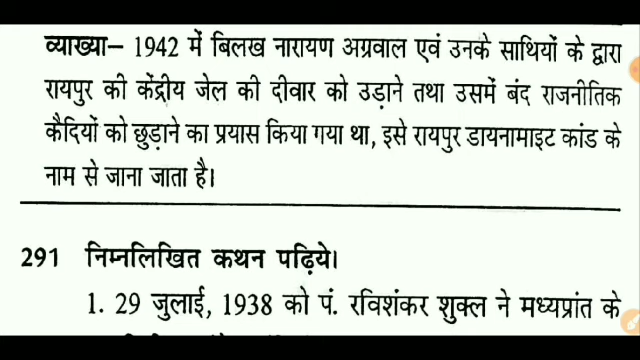 व्याख्या– 1942 में बिलख नारायण अग्रवाल एवं उनके साथियों के द्वारा
रायपुर की केंद्रीय जेल की दीवार को उड़ाने तथा उसमें बंद राजनीतिक
कैदियों को छुड़ाने का प्रयास किया गया था, इसे रायपुर डायनामाइट कांड के
नाम से जाना जाता है।
291 निम्नलिखित कथन पढ़िये।
1. 29 जुलाई, 1938 को पं. रविशंकर शुक्ल ने मध्यप्रांत के